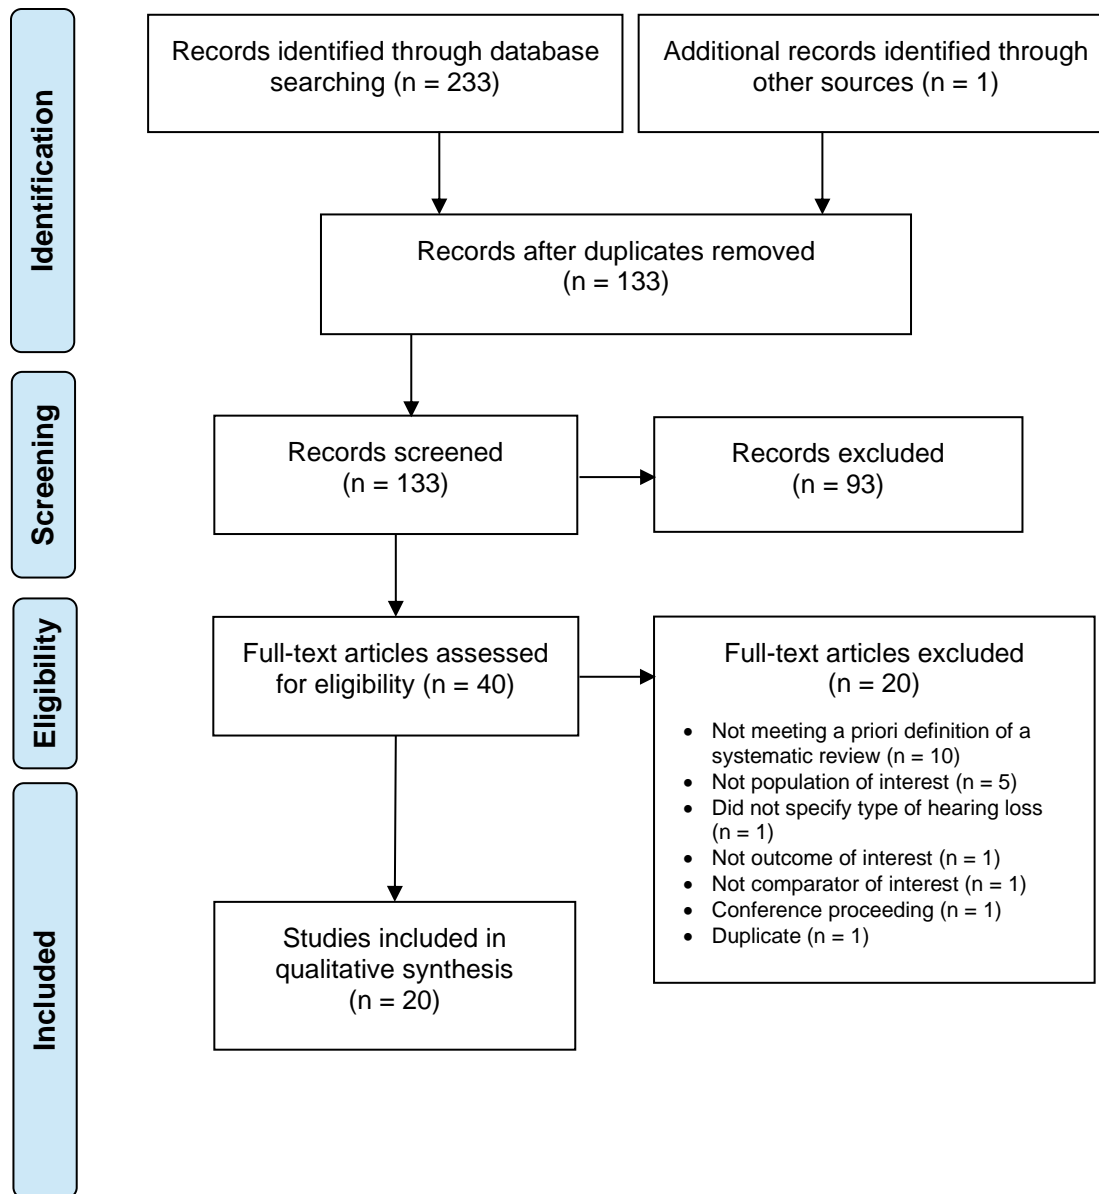 Identification
Records identified through database
searching (n = 233)
Additional records identified through
other sources (n = 1)
Records after duplicates removed
(n = 133)
Screening
Records screened
(n = 133)
Records excluded
(n = 93)
Eligibility
Full-text articles assessed
for eligibility (n = 40)
Full-text articles excluded
(n = 20)
• Not meeting a priori definition of a
systematic review (n = 10)
• Not population of interest (n = 5)
• Did not specify type of hearing loss
(n = 1)
• Not outcome of interest (n = 1)
• Not comparator of interest (n = 1)
• Conference proceeding (n = 1)
• Duplicate (n = 1)
Included
Studies included in
qualitative synthesis
(n = 20)